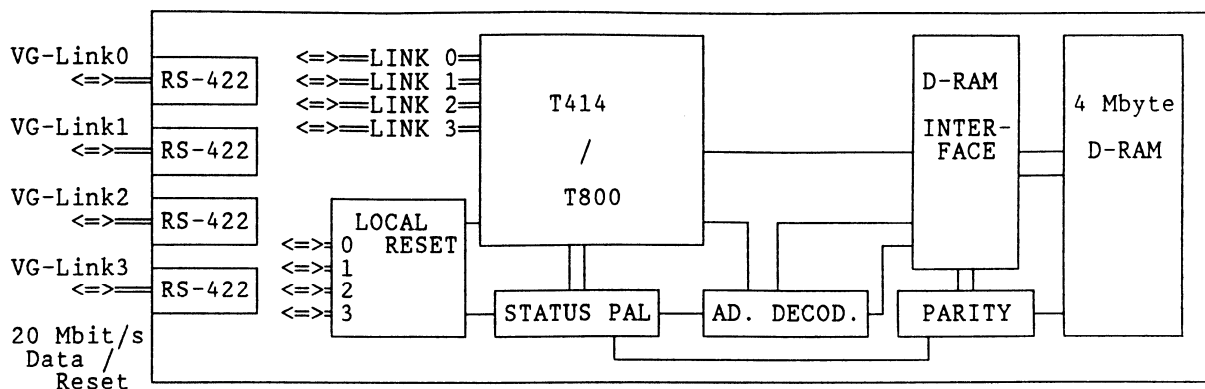 VG-Link0
<=>
RS-422
VG-Link1
<=>
RS-422
VG-Link2
<=>
RS-422
VG-Link3
<=>
RS-422
20 Mbit/s
Data /
Reset
<=>══LINK 0
<=>══LINK 1
<=>══LINK 2
<=>══LINK 3
T414
/
T800
LOCAL
RESET
<=> 0
<=> 1
<=> 2
<=> 3
STATUS PAL
AD. DECOD.
D-RAM
INTER-
FACE
PARITY
4 Mbyte
D-RAM